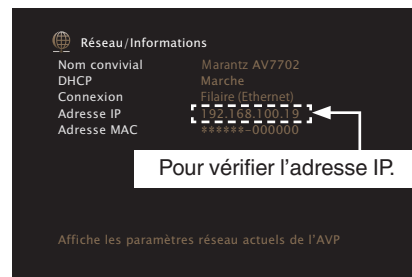 Réseau/Informations
Nom convivial Marantz AV7702
DHCP Marche
Connexion Filaire (Ethernet)
Adresse IP 192.168.100.19
Adresse MAC ******-000000
Pour vérifier l’adresse IP.
Affiche les paramètres réseau actuels de l’AVP